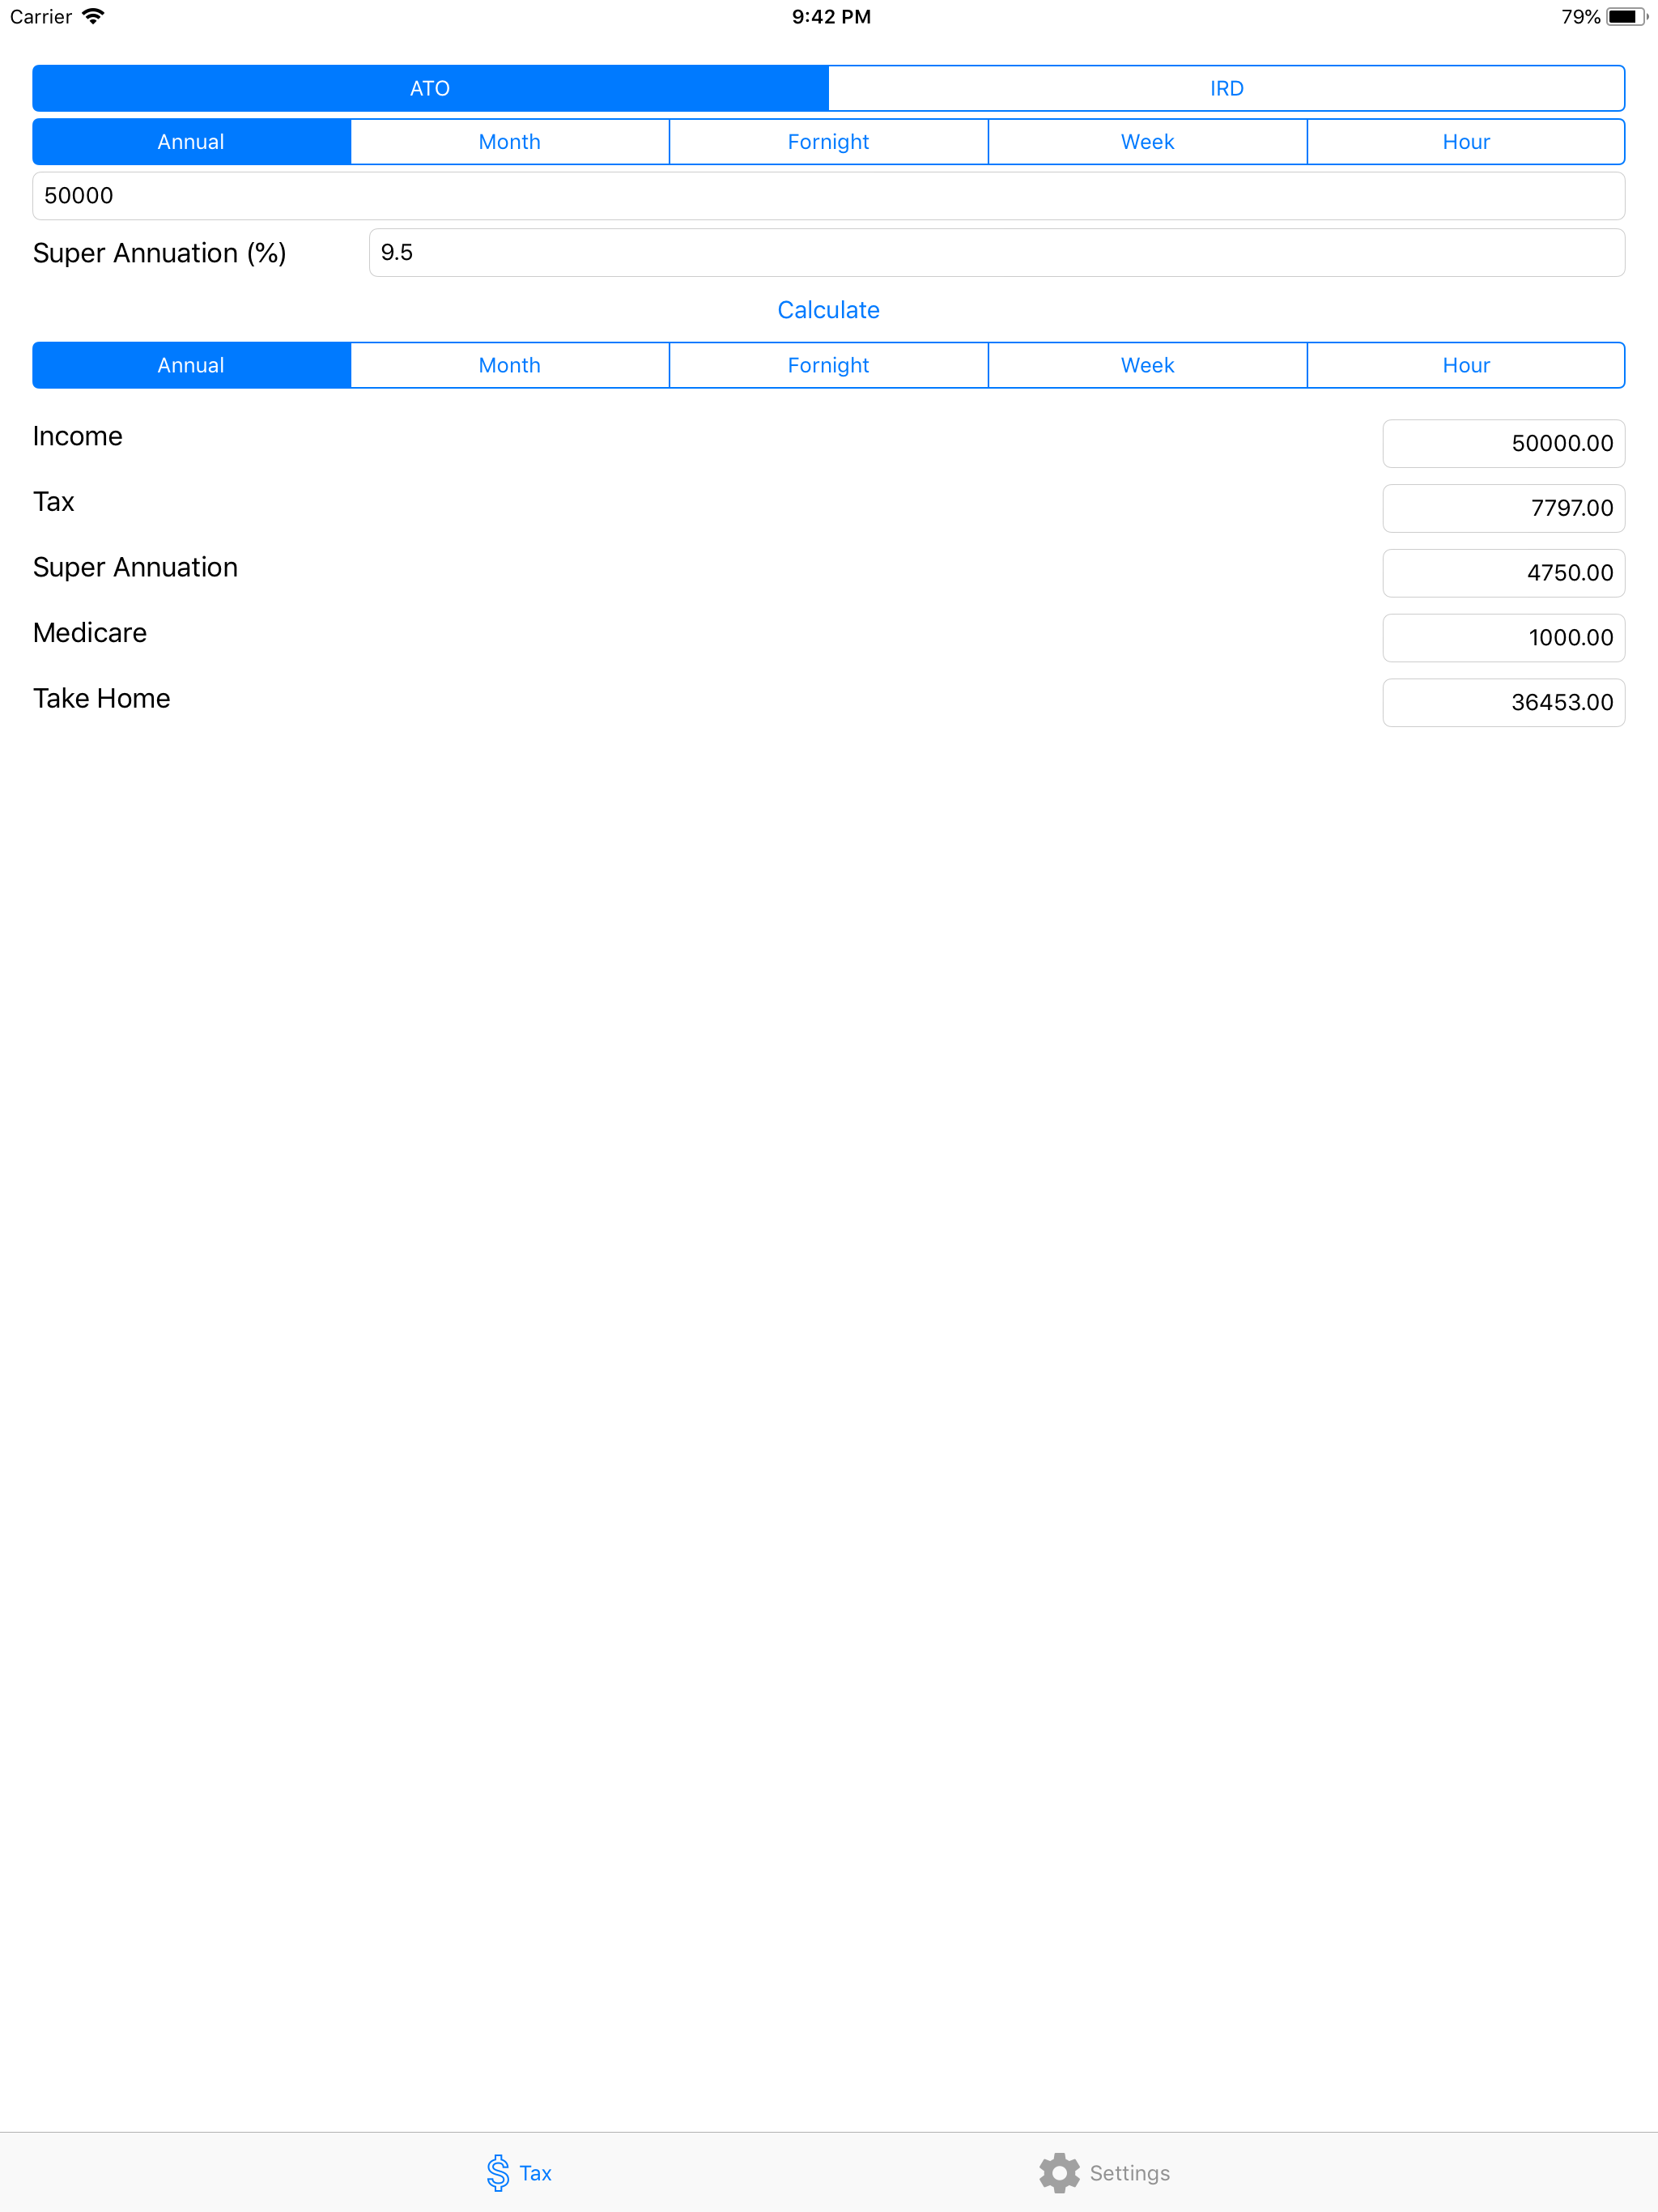 Carrier 9:42 PM 79%
ATO IRD
Annual Month Fornight Week Hour
50000
Super Annuation (%) 9.5
Calculate
Annual Month Fornight Week Hour
Income 50000.00
Tax 7797.00
Super Annuation 4750.00
Medicare 1000.00
Take Home 36453.00
Tax Settings